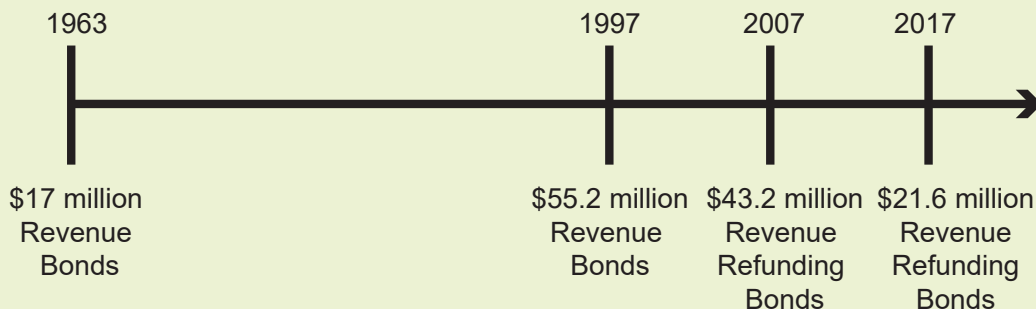 1963
1997
2007
2017
$17 million
Revenue
Bonds
$55.2 million
Revenue
Bonds
$43.2 million
Revenue
Refunding
Bonds
$21.6 million
Revenue
Refunding
Bonds